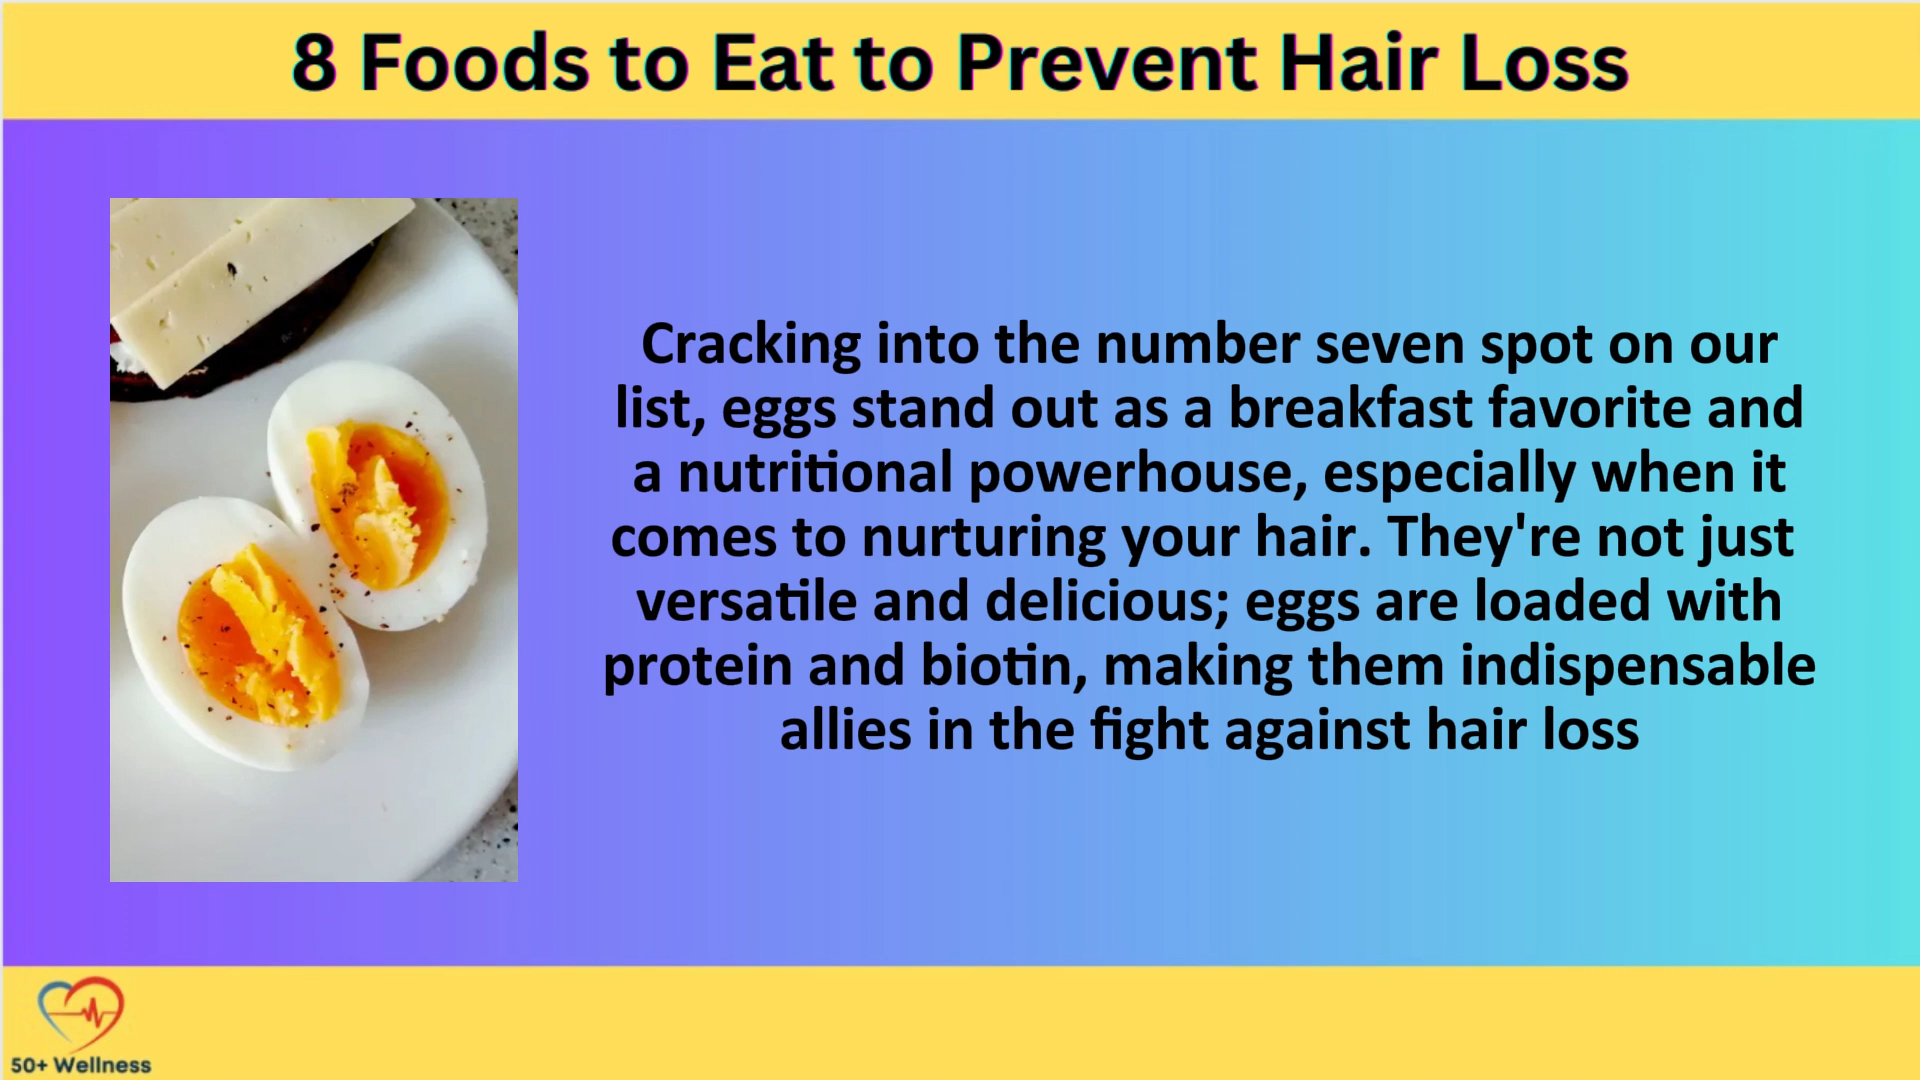 8 Foods to Eat to Prevent Hair Loss
Cracking into the number seven spot on our
list, eggs stand out as a breakfast favorite and
a nutritional powerhouse, especially when it
comes to nurturing your hair. They're not just
versatile and delicious; eggs are loaded with
protein and biotin, making them indispensable
allies in the fight against hair loss
50+ Wellness